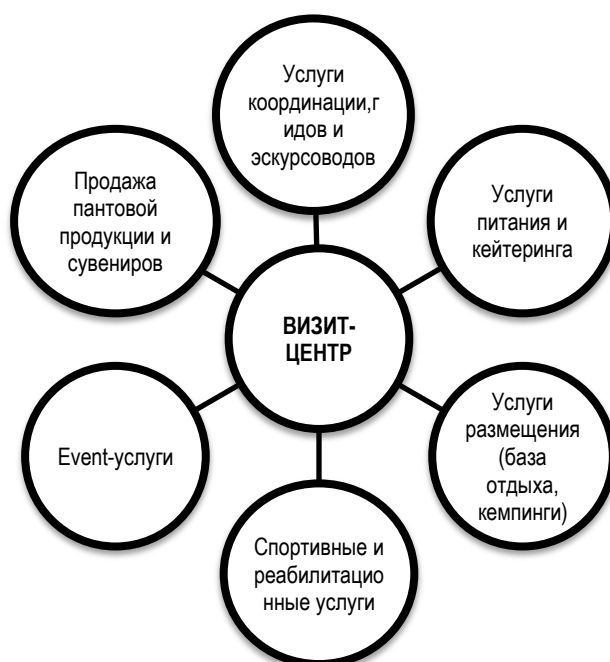 Услуги
координации,г
идов и
эскурсоводов
Продажа
пантовой
продукции и
сувениров
Услуги
питания и
кейтеринга
ВИЗИТ-
ЦЕНТР
Event-услуги
Услуги
размещения
(база
отдыха,
кемпинги)
Спортивные и
реабилитацио
нные услуги